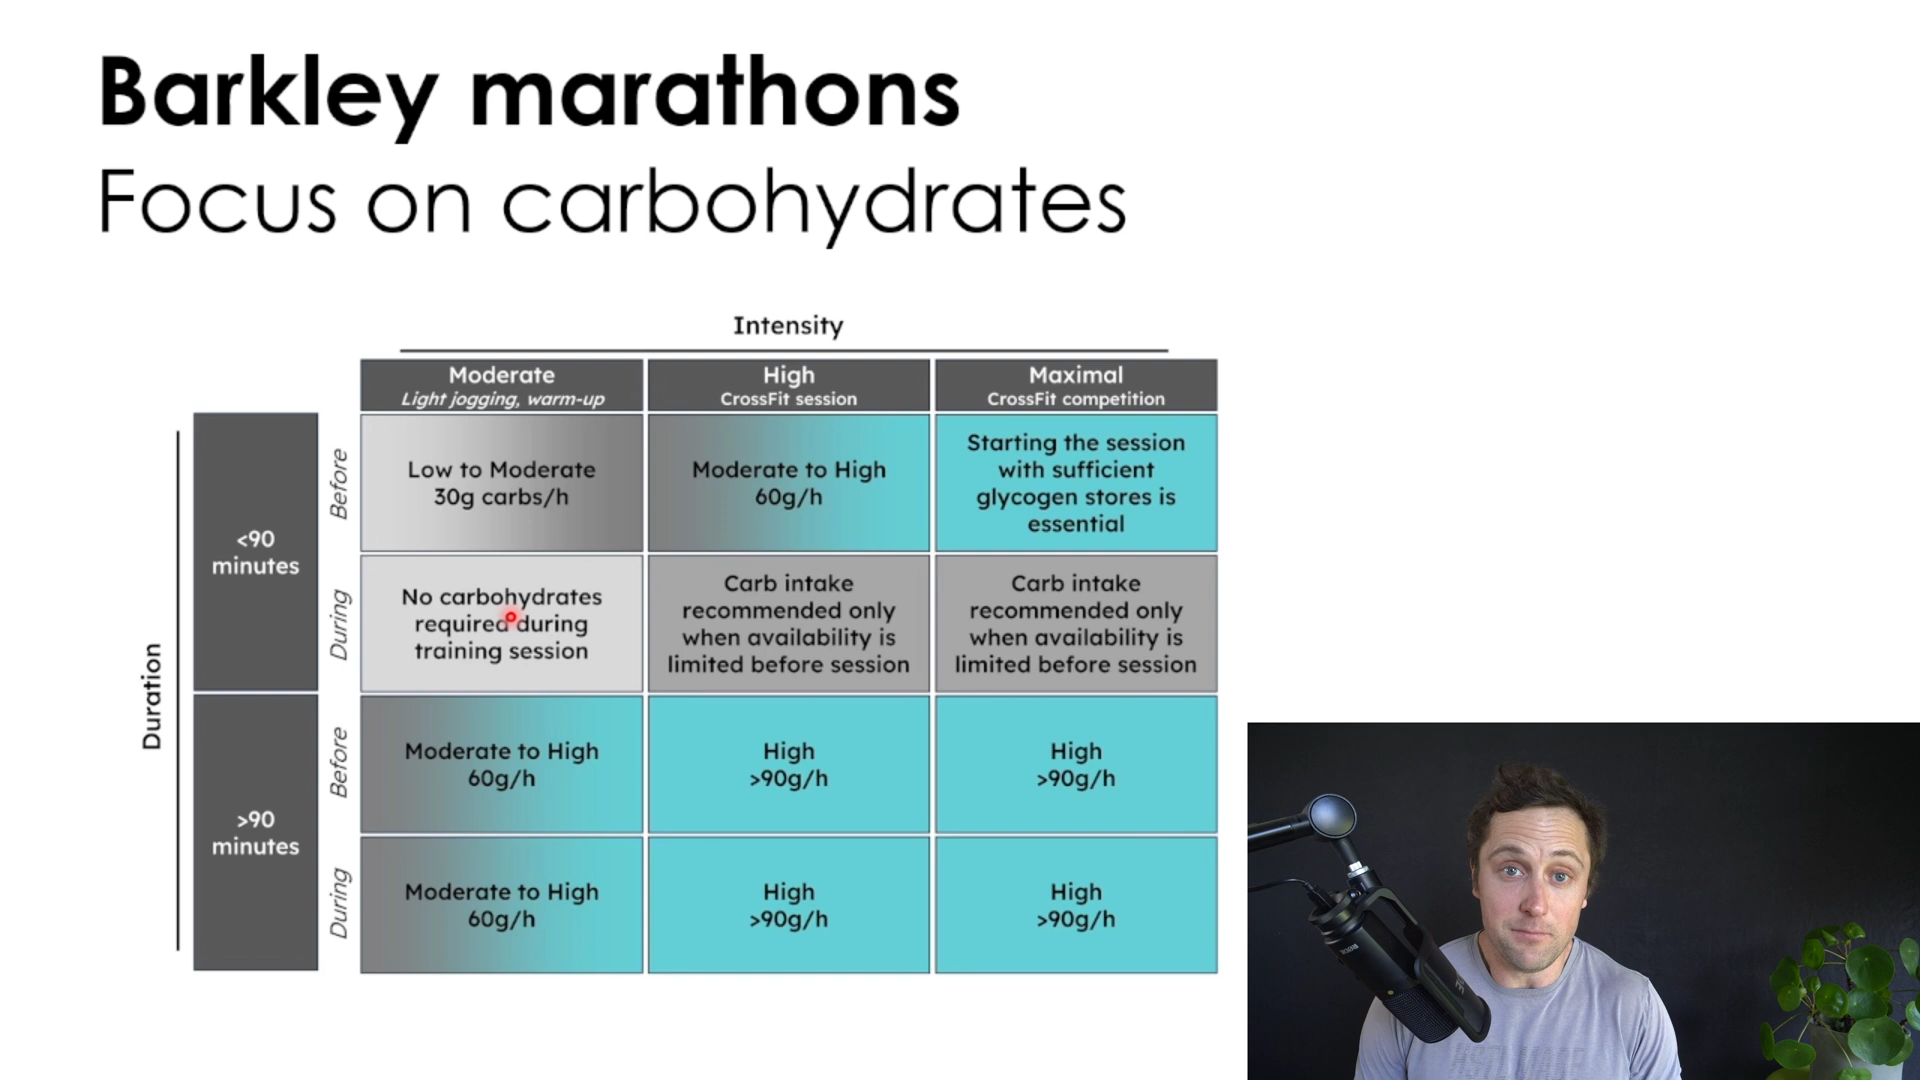 Barkley marathons
Focus on carbohydrates
Intensity
Moderate
Light jogging, warm-up
High
CrossFit session
Maximal
CrossFit competition
Duration
<90
minutes
Before
Low to Moderate
30g carbs/h
Moderate to High
60g/h
Starting the session
with sufficient
glycogen stores is
essential
During
No carbohydrates
required during
training session
Carb intake
recommended only
when availability is
limited before session
Carb intake
recommended only
when availability is
limited before session
>90
minutes
Before
Moderate to High
60g/h
High
>90g/h
High
>90g/h
During
Moderate to High
60g/h
High
>90g/h
High
>90g/h